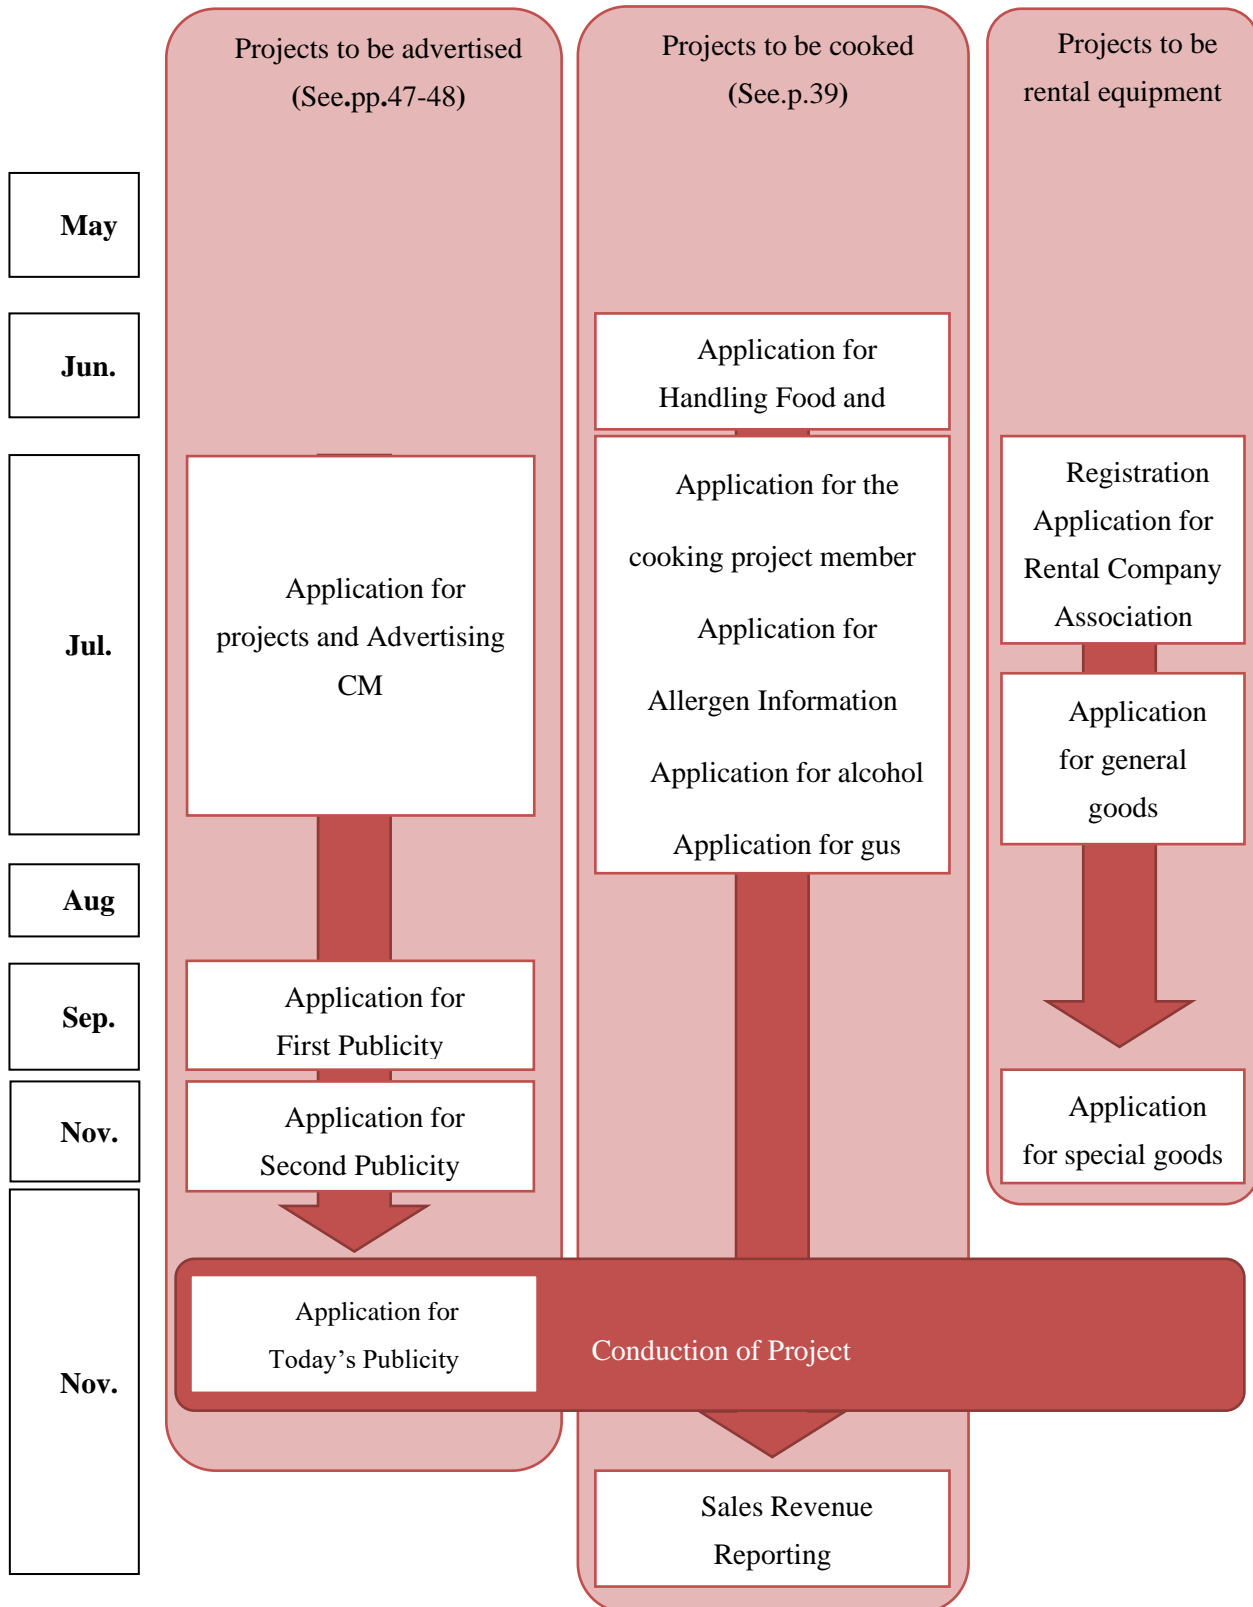 Projects to be advertised
(See.pp.47-48)
Projects to be cooked
(See.p.39)
Projects to be
rental equipment
May
Jun.
Application for
Handling Food and
Jul.
Application for
projects and Advertising
CM
Application for the
cooking project member
Application for
Allergen Information
Application for alcohol
Application for gus
Registration
Application for
Rental Company
Association
Application
for general
goods
Aug
Sep.
Application for
First Publicity
Nov.
Application for
Second Publicity
Application
for special goods
Nov.
Application for
Today's Publicity
Conduction of Project
Sales Revenue
Reporting